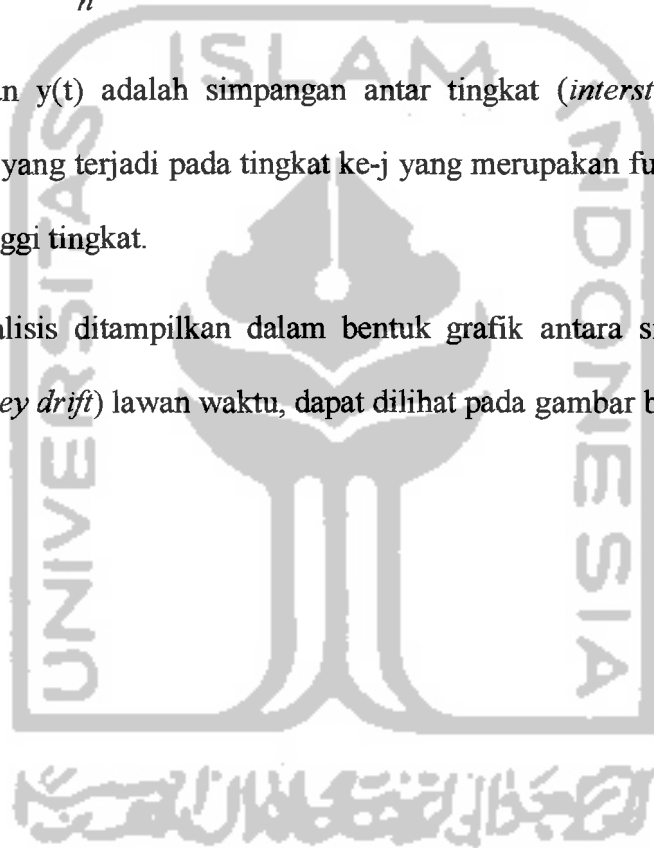 n
an y(t) adalah simpangan antar tingkat (interst
yang terjadi pada tingkat ke-j yang merupakan fu
ggi tingkat.
alisis ditampilkan dalam bentuk grafik antara s
ey drift) lawan waktu, dapat dilihat pada gambar b
ISLAM
UNIVERSITAS
INDONESIA